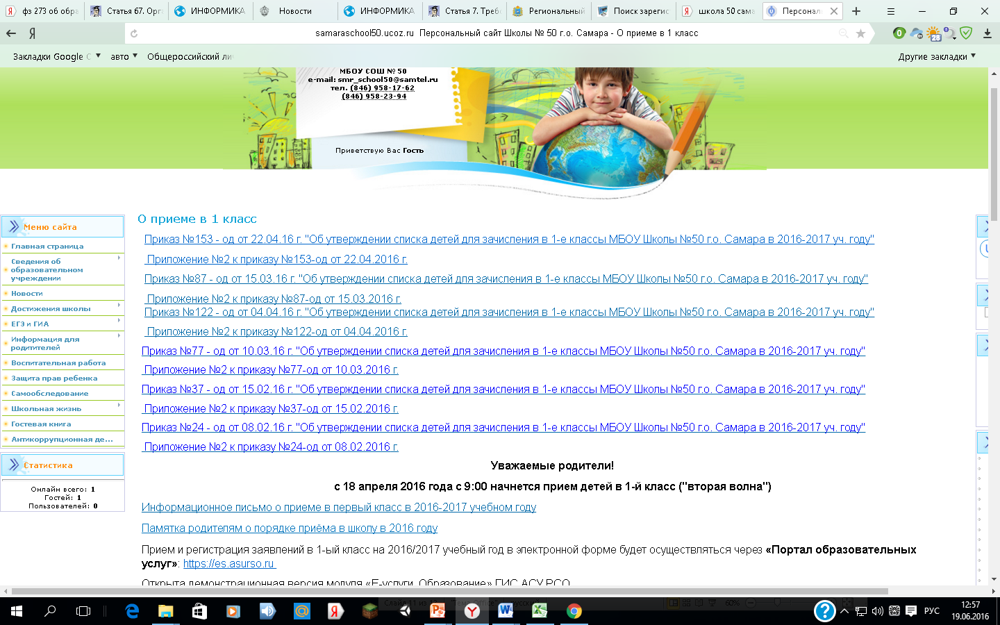 фз 273 об обра
Статья 67. Орга
ИНФОРМИКА
Новости
ИНФОРМИКА
Статья 7. Требо
Региональный
Поиск зарегис
школа 50 сама
Персонал
Я
samaraschool50.ucoz.ru Персональный сайт Школы № 50 г.о. Самара - О приеме в 1 класс
0
23
Закладки Google C
авто
Общероссийский ли
Другие закладки
МБОУ СОШ № 50
e-mail: smr_school50@samtel.ru
тел. (846) 958-17-62
(846) 958-23-94
Приветствую Вас Гость
Меню сайта
Главная страница
Сведения об
образовательном
учреждении
Новости
Достижения школы
ЕГЭ и ГИА
Информация для
родитителей
Воспитательная работа
Защита прав ребенка
Самообследование
Школьная жизнь
Гостевая книга
Антикоррупционная де...
Статистика
Онлайн всего: 1
Гостей: 1
Пользователей: 0
О приеме в 1 класс
Приказ №153 - од от 22.04.16 г. "Об утверждении списка детей для зачисления в 1-е классы МБОУ Школы №50 г.о. Самара в 2016-2017 уч. году"
Приложение №2 к приказу №153-од от 22.04.2016 г.
Приказ №87 - од от 15.03.16 г. "Об утверждении списка детей для зачисления в 1-е классы МБОУ Школы №50 г.о. Самара в 2016-2017 уч. году"
Приложение №2 к приказу №87-од от 15.03.2016 г.
Приказ №122 - од от 04.04.16 г. "Об утверждении списка детей для зачисления в 1-е классы МБОУ Школы №50 г.о. Самара в 2016-2017 уч. году"
Приложение №2 к приказу №122-од от 04.04.2016 г.
Приказ №77 - од от 10.03.16 г. "Об утверждении списка детей для зачисления в 1-е классы МБОУ Школы №50 г.о. Самара в 2016-2017 уч. году"
Приложение №2 к приказу №77-од от 10.03.2016 г.
Приказ №37 - од от 15.02.16 г. "Об утверждении списка детей для зачисления в 1-е классы МБОУ Школы №50 г.о. Самара в 2016-2017 уч. году"
Приложение №2 к приказу №37-од от 15.02.2016 г.
Приказ №24 - од от 08.02.16 г. "Об утверждении списка детей для зачисления в 1-е классы МБОУ Школы №50 г.о. Самара в 2016-2017 уч. году"
Приложение №2 к приказу №24-од от 08.02.2016 г.
Уважаемые родители!
с 18 апреля 2016 года с 9:00 начнется прием детей в 1-й класс ("вторая волна")
Информационное письмо о приеме в первый класс в 2016-2017 учебном году
Памятка родителям о порядке приёма в школу в 2016 году
Прием и регистрация заявлений в 1-ый класс на 2016/2017 учебный год в электронной форме будет осуществляться через «Портал образовательных
услуг»: https://es.asurso.ru
Открыта демонстрационная версия модуля «Е-услуги. Образование» ГИС АСУ РСО
Слайд 11 из
60%
РУС
12:57
19.06.2016